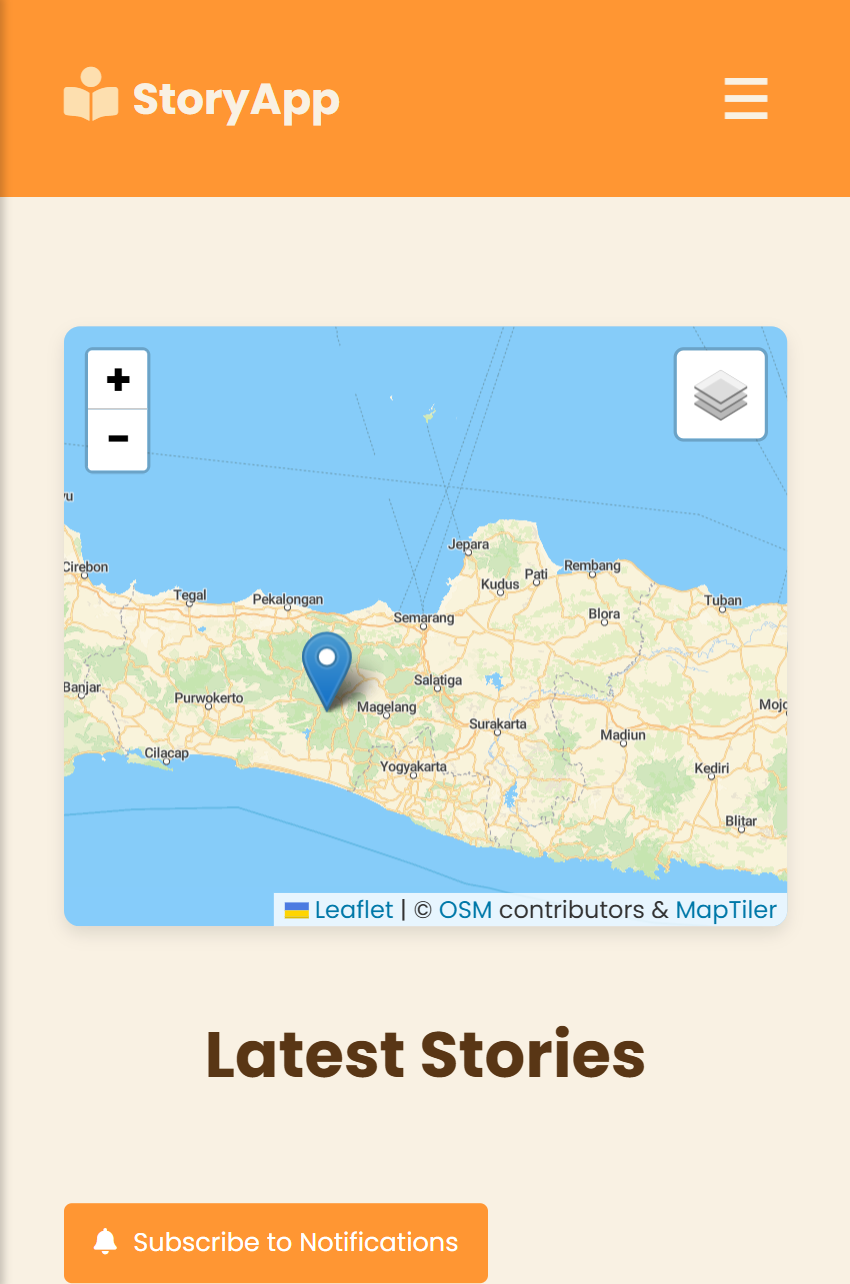 StoryApp
+
−
yu
Jepara
Cirebon
Rembang
Pati
Kudus
Tegal
Pekalongan
Tuban
Blora
Semarang
Salatiga
Banjar
Purwokerto
Magelang
Mojo
Surakarta
Madiun
Cilacap
Yogyakarta
Kediri
Blitar
Leaflet | © OSM contributors & MapTiler
Latest Stories
Subscribe to Notifications